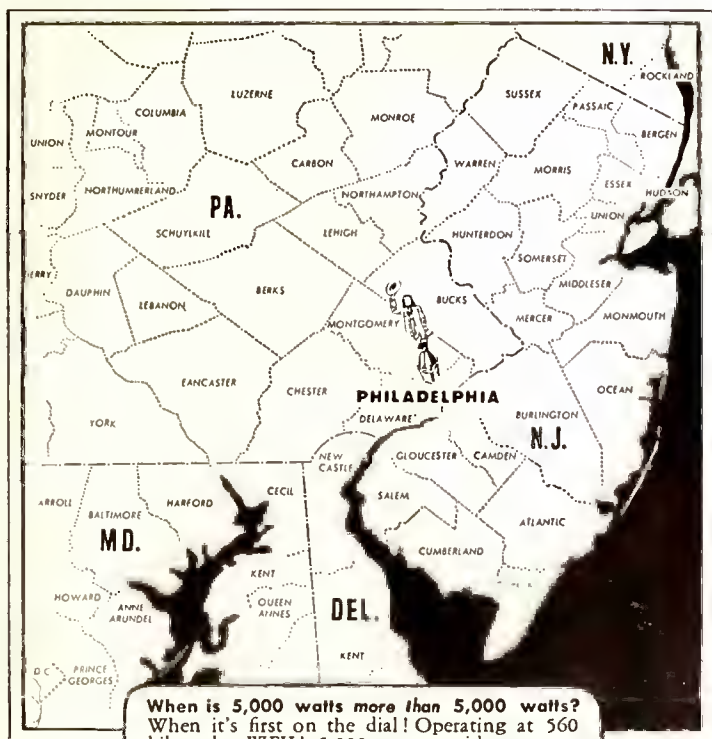 N.Y.
ROCKLAND
LUZERNE
SUSSEX
PASSAIC
COLUMBIA
MONROE
BERGEN
UNION
MONTOUR
CARBON
WARREN
MORRIS
ESSEX
HUDSON
SNYDER
NORTHUMBERLAND
NORTHAMPTON
UNION
PA.
SCHUYLKILL
LEHIGH
HUNTERDON
SOMERSET
DAUPHIN
LEBANON
BERKS
BUCKS
MIDDLESER
MONTGOMERY
MERCER
MONMOUTH
LANCASTER
CHESTER
PHILADELPHIA
OCEAN
YORK
DELAWARE
BURLINGTON
N.J.
NEW
CASTLE
GLOUCESTER
CAMDEN
ARROLL
BALTIMORE
HARFORD
CECIL
SALEM
ATLANTIC
MD.
CUMBERLAND
HOWARD
ANNE
ARUNDEL
KENT
QUEEN
ANNES
DEL.
KENT
D.C.
PRINCE
GEORGES
When is 5,000 watts more than 5,000 watts?
When it's first on the dial! Operating at 560